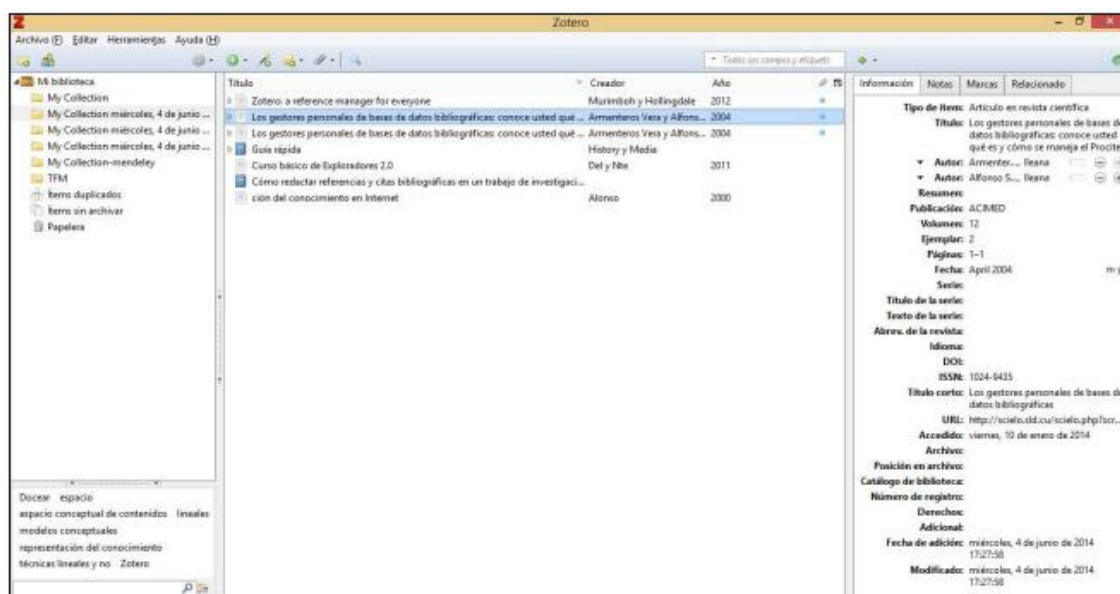 Zotero
Archivo (F) Editar Herramientas Ayuda (H)
Todos los campos y etiquetas
Mi biblioteca
My Collection
My Collection miércoles, 4 de junio ...
My Collection miércoles, 4 de junio ...
My Collection miércoles, 4 de junio ...
My Collection-mendeley
TFM
Ítems duplicados
Ítems sin archivar
Papelera
Título Creador Año
Zotero: a reference manager for everyone Murimboh y Hollingdale 2012
Los gestores personales de bases de datos bibliográficas: conoce usted qué ... Armenteros Vera y Alfons... 2004
Los gestores personales de bases de datos bibliográficas: conoce usted qué ... Armenteros Vera y Alfons... 2004
Guía rápida History y Media
Curso básico de Exploradores 2.0 Del y Nte 2011
Cómo redactar referencias y citas bibliográficas en un trabajo de investigaci...
ción del conocimiento en Internet Alonso 2000
Información Notas Marcas Relacionado
Tipo de Ítem: Artículo en revista científica
Título: Los gestores personales de bases de
datos bibliográficas: conoce usted
qué es y cómo se maneja el Procite
Autor: Armenter..., Ileana
Autor: Alfonso S..., Ileana
Resumen:
Publicación: ACIMED
Volumen: 12
Ejemplar: 2
Páginas: 1–1
Fecha: April 2004 m y
Serie:
Título de la serie:
Texto de la serie:
Abrev. de la revista:
Idioma:
DOI:
ISSN: 1024-9435
Título corto: Los gestores personales de bases de
datos bibliográficas
URL: http://scielo.sld.cu/scielo.php?scr...
Accedido: viernes, 10 de enero de 2014
Archivo:
Posición en archivo:
Catálogo de biblioteca:
Número de registro:
Derechos:
Adicional:
Fecha de adición: miércoles, 4 de junio de 2014
17:27:58
Modificado: miércoles, 4 de junio de 2014
17:27:58
Docear espacio
espacio conceptual de contenidos lineales
modelos conceptuales
representación del conocimiento
técnicas lineales y no Zotero